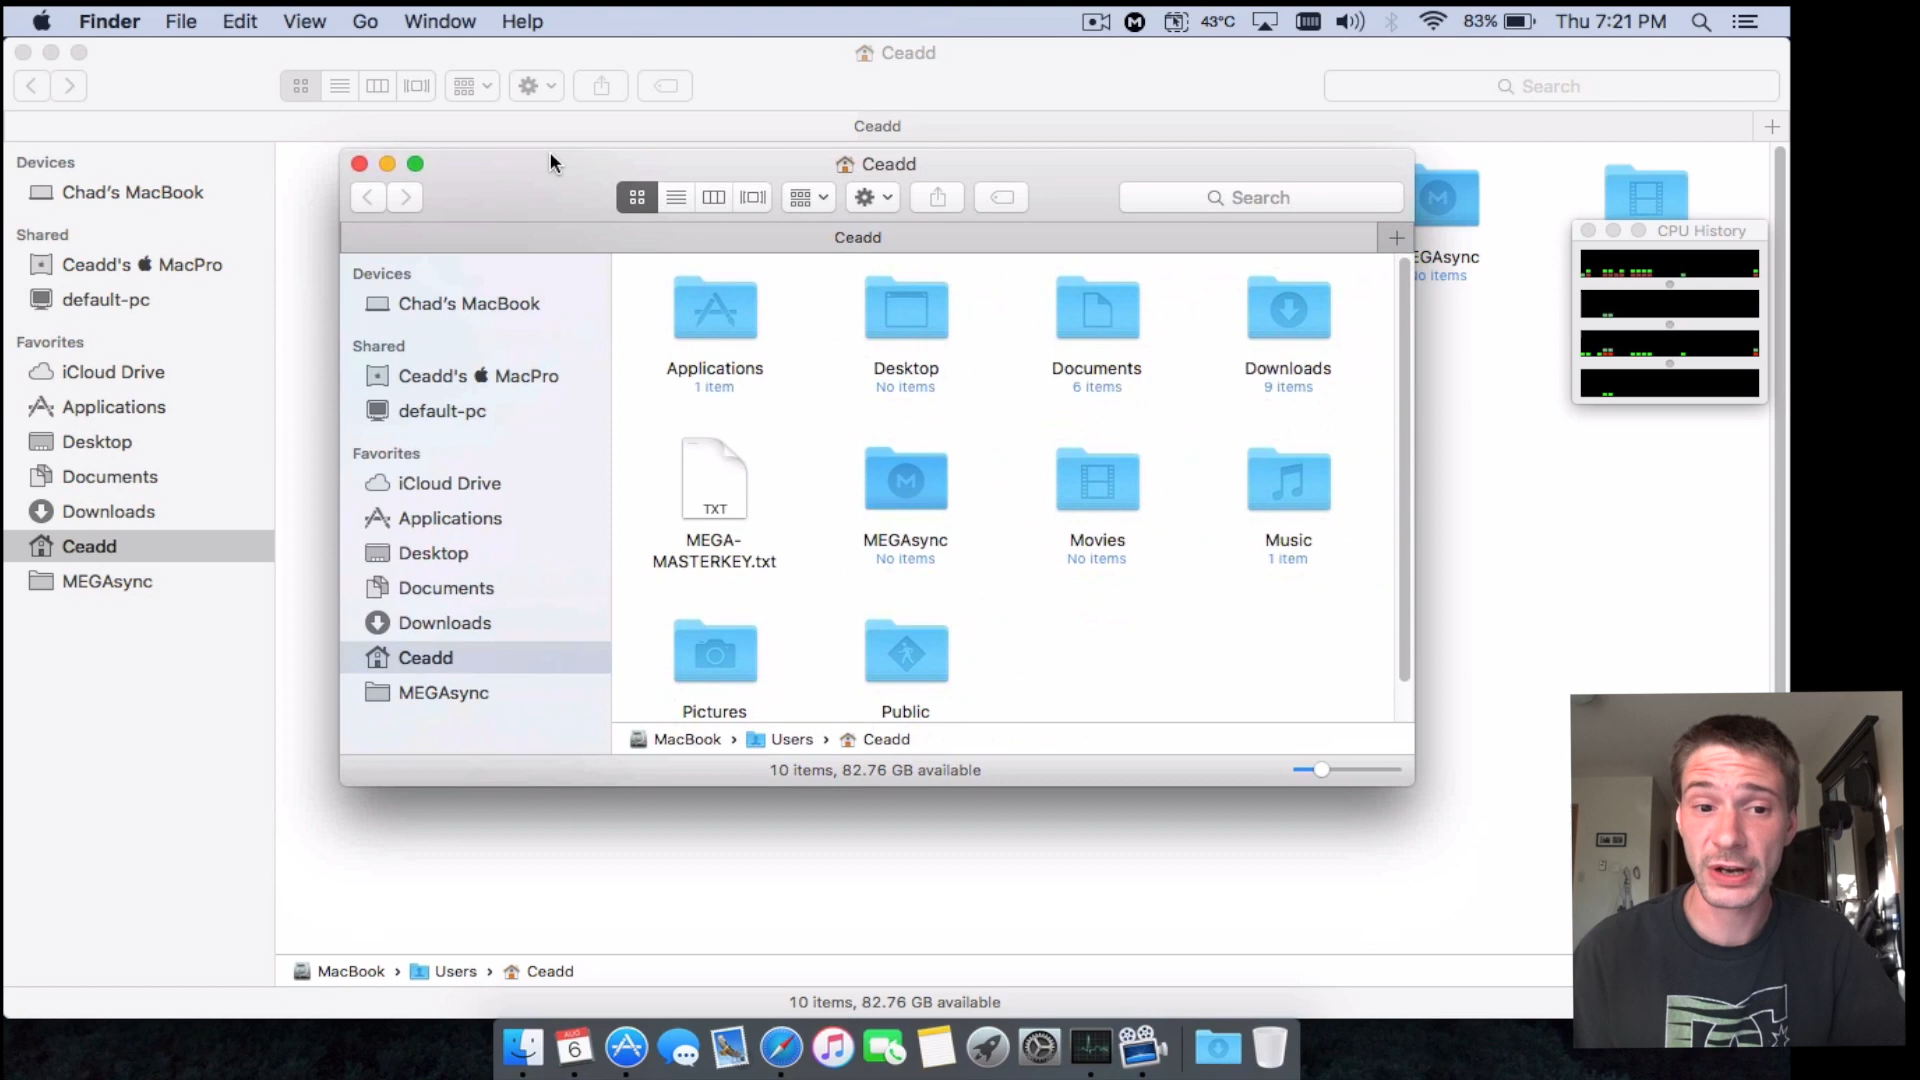 Finder File Edit View Go Window Help
43°C 83% Thu 7:21 PM
Ceadd
Search
Ceadd
Devices
Chad's MacBook
Shared
Ceadd's MacPro
default-pc
Favorites
iCloud Drive
Applications
Desktop
Documents
Downloads
Ceadd
MEGAsync
Ceadd
Search
Ceadd
Devices
Chad's MacBook
Shared
Ceadd's MacPro
default-pc
Favorites
iCloud Drive
Applications
Desktop
Documents
Downloads
Ceadd
MEGAsync
Applications
1 item
Desktop
No items
Documents
6 items
Downloads
9 items
TXT
MEGA-
MASTERKEY.txt
MEGAsync
No items
Movies
No items
Music
1 item
Pictures
Public
MacBook › Users › Ceadd
10 items, 82.76 GB available
CPU History
MacBook › Users › Ceadd
10 items, 82.76 GB available
AUG
6